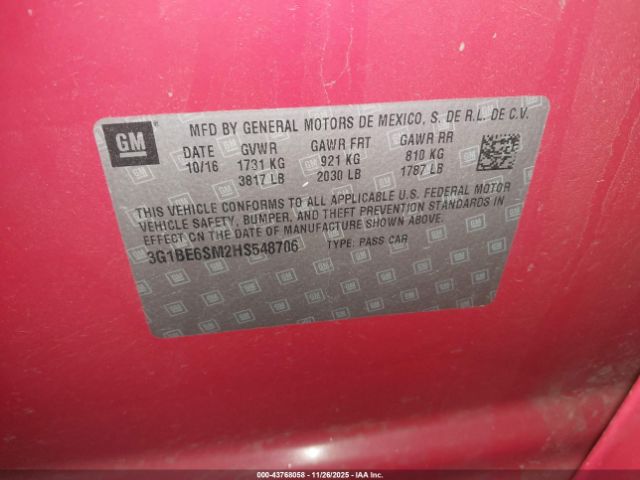 GM
MFD BY GENERAL MOTORS DE MEXICO, S. DE R.L. DE C.V.
DATE GVWR GAWR FRT GAWR RR
10/16 1731 KG 921 KG 810 KG
3817 LB 2030 LB 1787 LB
THIS VEHICLE CONFORMS TO ALL APPLICABLE U.S. FEDERAL MOTOR
VEHICLE SAFETY, BUMPER, AND THEFT PREVENTION STANDARDS IN
EFFECT ON THE DATE OF MANUFACTURE SHOWN ABOVE.
3G1BE6SM2HS548706 TYPE: PASS CAR
000-43768058 | 11/26/2025 | IAA Inc.